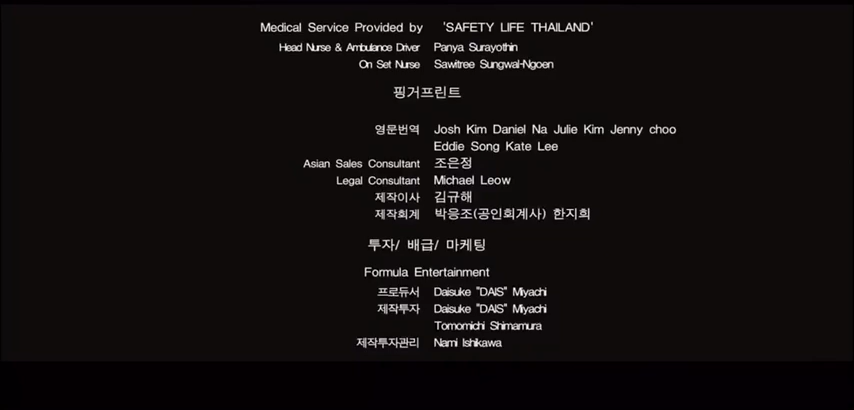 Medical Service Provided by 'SAFETY LIFE THAILAND'
Head Nurse & Ambulance Driver Panya Surayothin
On Set Nurse Sawitree Sungwal-Ngoen
핑거프린트
영문번역 Josh Kim Daniel Na Julie Kim Jenny choo
Eddie Song Kate Lee
Asian Sales Consultant 조은정
Legal Consultant Michael Leow
제작이사 김규해
제작회계 박응조(공인회계사) 한지희
투자/ 배급/ 마케팅
Formula Entertainment
프로듀서 Daisuke "DAIS" Miyachi
제작투자 Daisuke "DAIS" Miyachi
Tomomichi Shimamura
제작투자관리 Nami Ishikawa